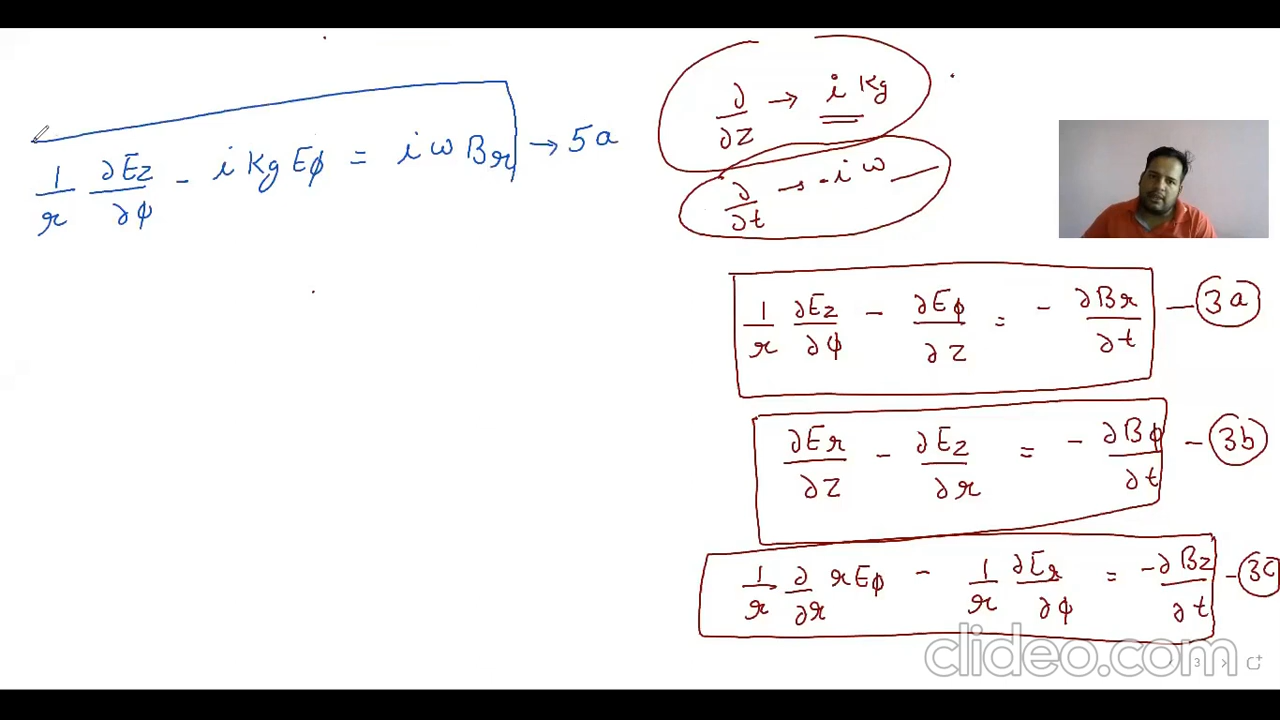 1/r ∂Ez/∂φ - i Kg Eφ = i ω Br → 5a
∂/∂z → i Kg
∂/∂t → -i ω
1/r ∂Ez/∂φ - ∂Eφ/∂z = - ∂Br/∂t - 3a
∂Er/∂z - ∂Ez/∂r = - ∂Bφ/∂t - 3b
1/r ∂/∂r rEφ - 1/r ∂Er/∂φ = -∂Bz/∂t - 3c
clideo.com
3